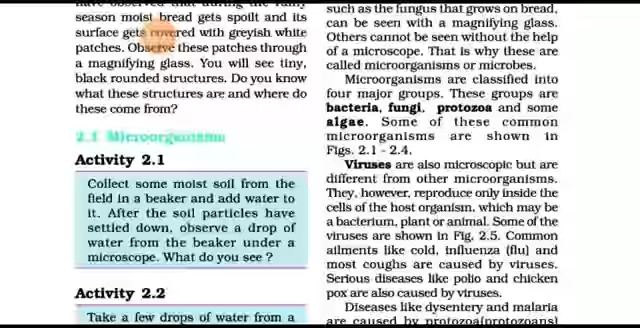 have observed that during the rainy
season moist bread gets spoilt and its
surface gets covered with greyish white
patches. Observe these patches through
a magnifying glass. You will see tiny,
black rounded structures. Do you know
what these structures are and where do
these come from?
2.1 Microorganisms
Activity 2.1
Collect some moist soil from the
field in a beaker and add water to
it. After the soil particles have
settled down, observe a drop of
water from the beaker under a
microscope. What do you see ?
Activity 2.2
Take a few drops of water from a
such as the fungus that grows on bread,
can be seen with a magnifying glass.
Others cannot be seen without the help
of a microscope. That is why these are
called microorganisms or microbes.
Microorganisms are classified into
four major groups. These groups are
bacteria, fungi, protozoa and some
algae. Some of these common
microorganisms are shown in
Figs. 2.1 - 2.4.
Viruses are also microscopic but are
different from other microorganisms.
They, however, reproduce only inside the
cells of the host organism, which may be
a bacterium, plant or animal. Some of the
viruses are shown in Fig. 2.5. Common
ailments like cold, influenza (flu) and
most coughs are caused by viruses.
Serious diseases like polio and chicken
pox are also caused by viruses.
Diseases like dysentery and malaria
are caused by protozoa(protozoans)